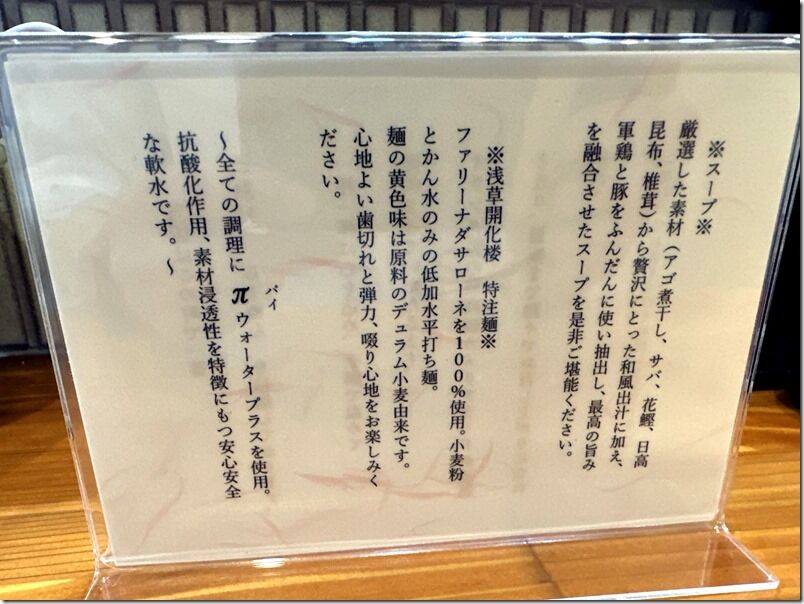 ※スープ※
厳選した素材（アゴ煮干し、サバ、花鰹、日高
昆布、椎茸）から贅沢にとった和風出汁に加え、
軍鶏と豚をふんだんに使い抽出し、最高の旨み
を融合させたスープを是非ご堪能ください。
※浅草開化楼　特注麺※
ファリーナダサローネを100%使用。小麦粉
とかん水のみの低加水平打ち麺。
麺の黄色味は原料のデュラム小麦由来です。
心地よい歯切れと弾力、啜り心地をお楽しみく
ださい。
パイ
～全ての調理に π ウォータープラスを使用。
抗酸化作用、素材浸透性を特徴にもつ安心安全
な軟水です。～